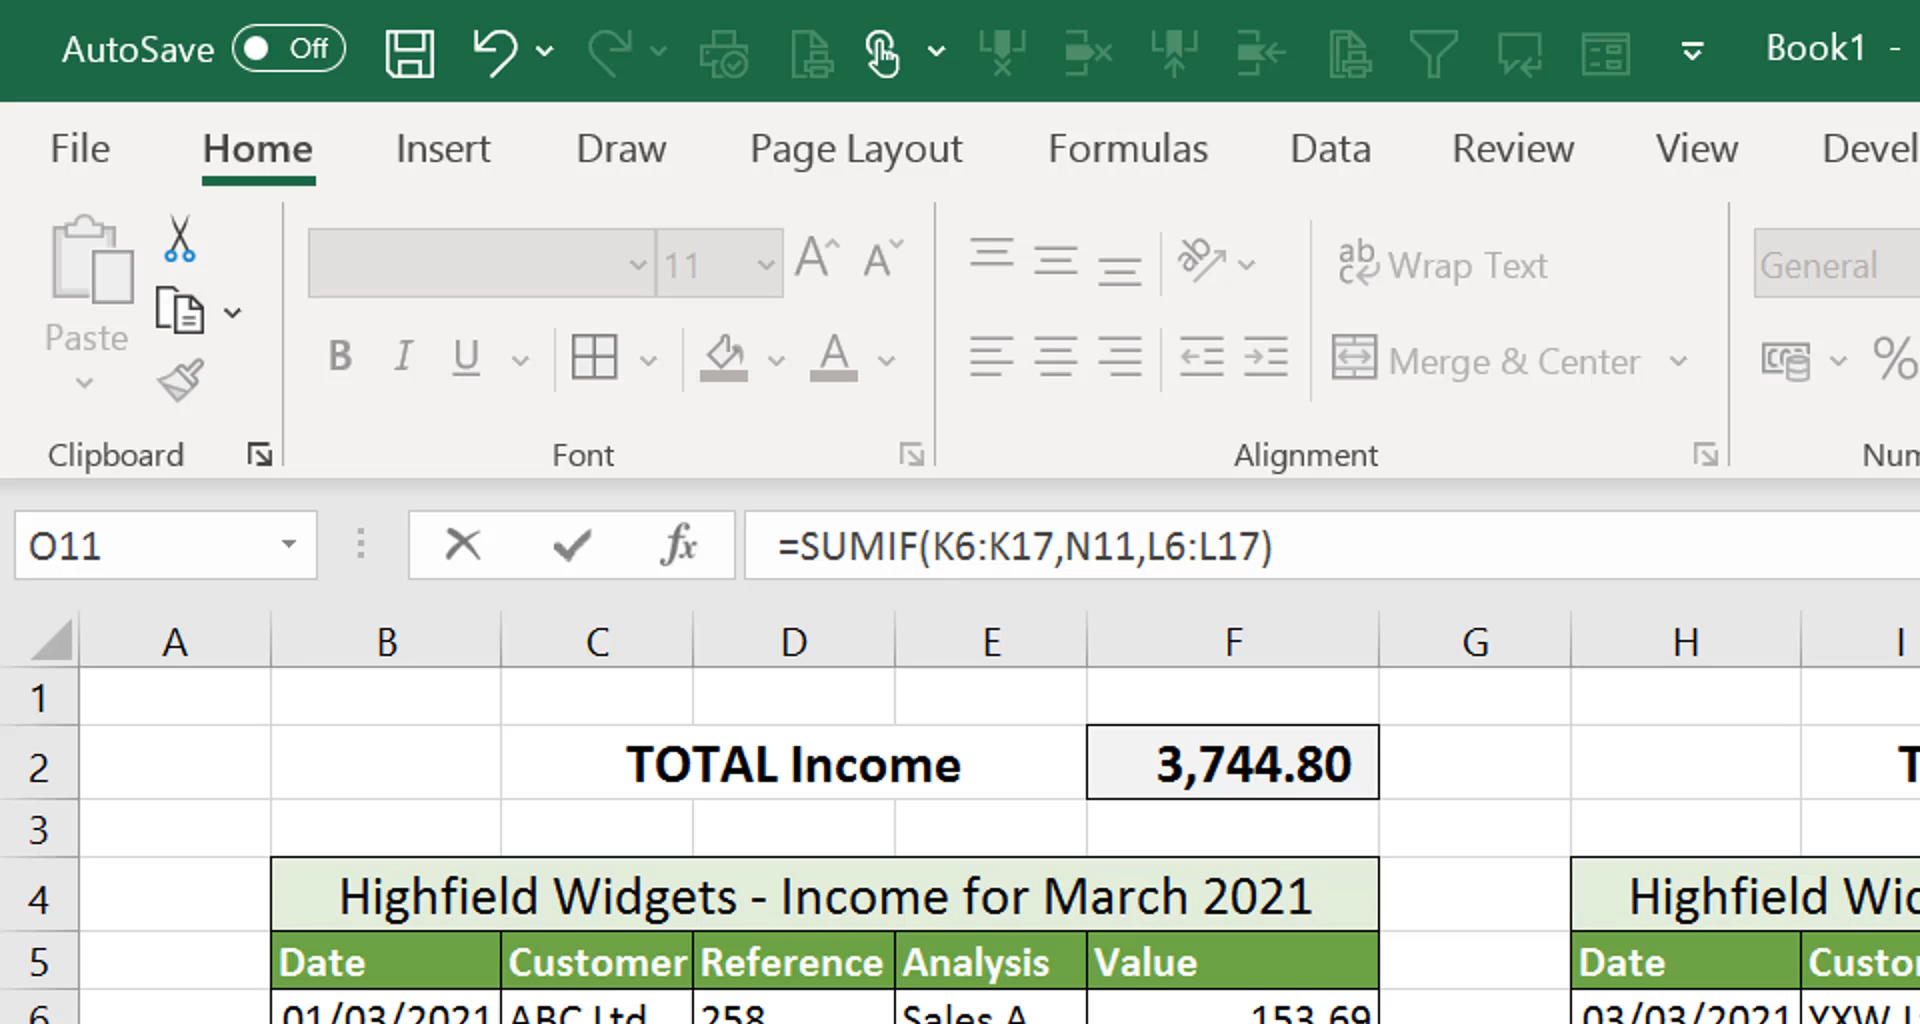 AutoSave Off Book1 -
File Home Insert Draw Page Layout Formulas Data Review View Devel
11 ab Wrap Text General
Paste B I U A Merge & Center %
Clipboard Font Alignment Num
O11 fx =SUMIF(K6:K17,N11,L6:L17)
A B C D E F G H I
1
2 TOTAL Income 3,744.80 T
3
4 Highfield Widgets - Income for March 2021 Highfield Wid
5 Date Customer Reference Analysis Value Date Custo
6 01/03/2021 ABC Ltd 258 Sales A 153.69 03/03/2021 YXW